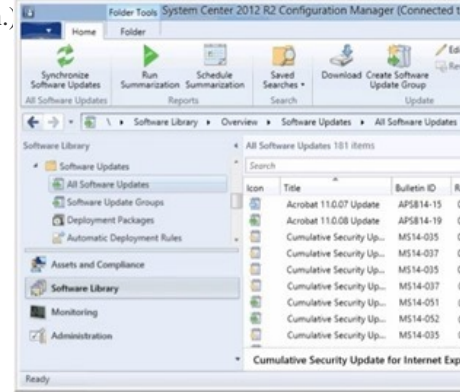 .)
Folder Tools System Center 2012 R2 Configuration Manager (Connected t
Home Folder
Synchronize Software Updates
Run Summarization
Schedule Summarization
Saved Searches
Download
Create Software Update Group
Edi
All Software Updates
Reports
Search
Update
\ Software Library Overview Software Updates All Software Updates
Software Library
Software Updates
All Software Updates
Software Update Groups
Deployment Packages
Automatic Deployment Rules
Assets and Compliance
Software Library
Monitoring
Administration
All Software Updates 181 items
Search
Icon Title Bulletin ID R
Acrobat 11.0.07 Update APSB14-15
Acrobat 11.0.08 Update APSB14-19
Cumulative Security Up... MS14-035
Cumulative Security Up... MS14-037
Cumulative Security Up... MS14-035
Cumulative Security Up... MS14-037
Cumulative Security Up... MS14-051
Cumulative Security Up... MS14-052
Cumulative Security Up... MS14-035
Cumulative Security Update for Internet Exp
Ready